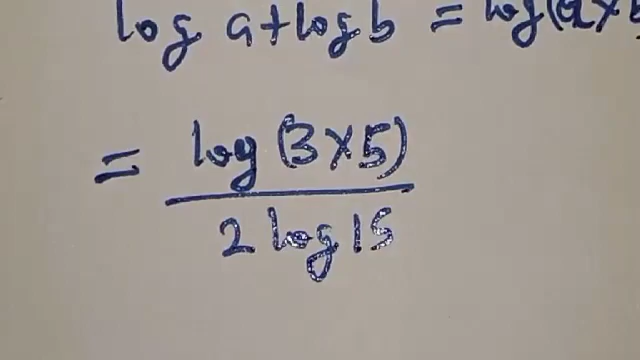 log a + log b = log(a × b
= log (3 × 5)
2 log 15